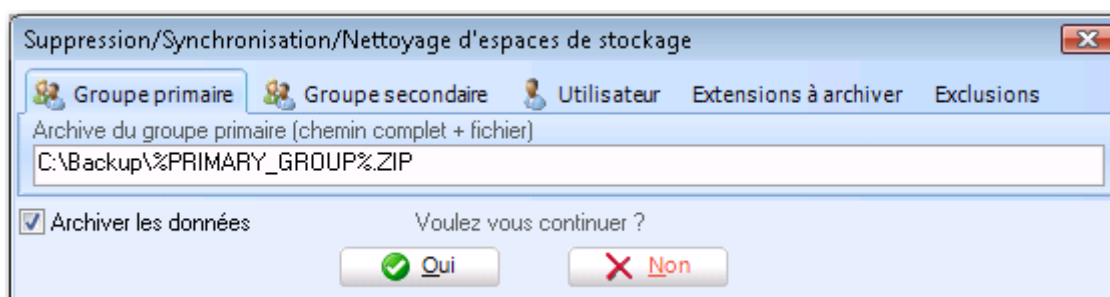 Suppression/Synchronisation/Nettoyage d'espaces de stockage
Groupe primaire Groupe secondaire Utilisateur Extensions à archiver Exclusions
Archive du groupe primaire (chemin complet + fichier)
C:\Backup\%PRIMARY_GROUP%.ZIP
Archiver les données Voulez vous continuer ?
Oui Non